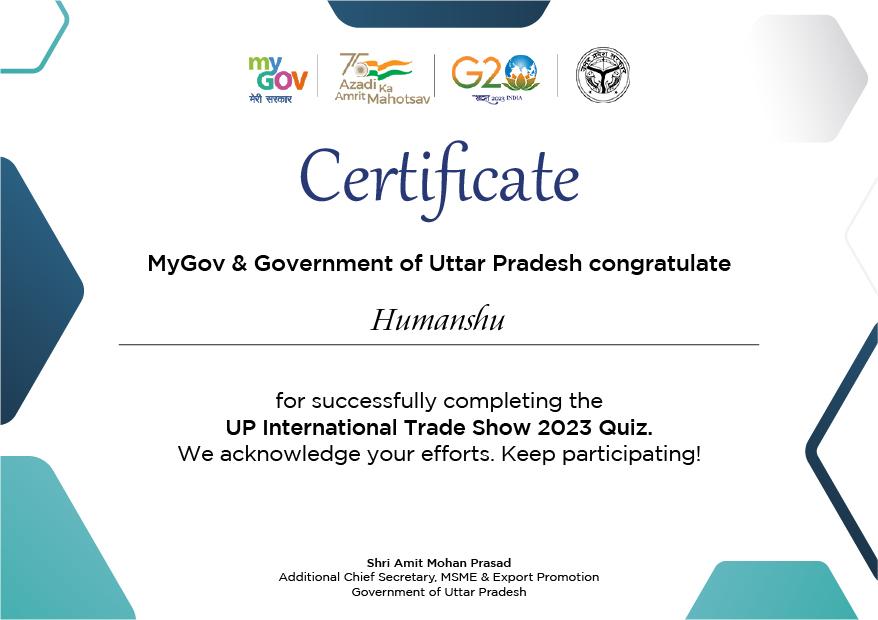 my
GOV
मेरी सरकार
75
Azadi Ka
Amrit Mahotsav
G20
भारत 2023 INDIA
Certificate
MyGov & Government of Uttar Pradesh congratulate
Humanshu
for successfully completing the
UP International Trade Show 2023 Quiz.
We acknowledge your efforts. Keep participating!
Shri Amit Mohan Prasad
Additional Chief Secretary, MSME & Export Promotion
Government of Uttar Pradesh